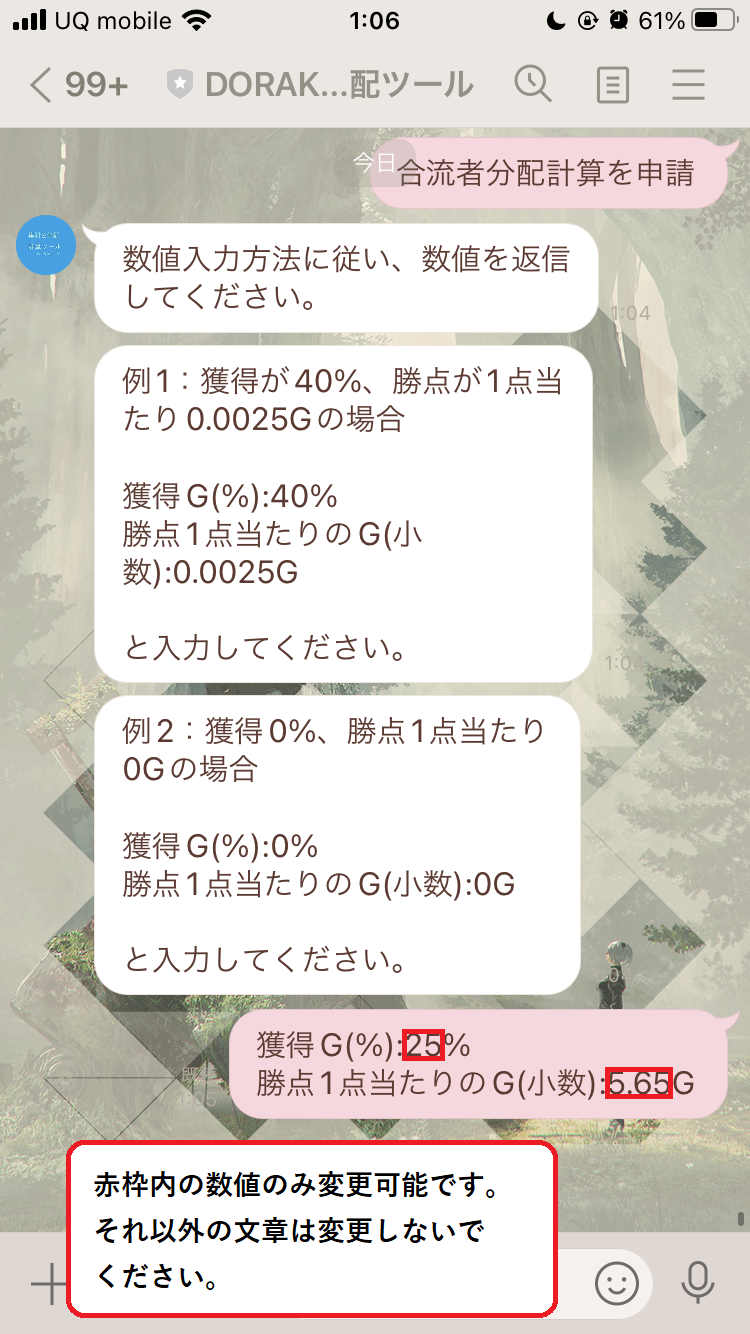 UQ mobile
1:06
61%
99+
DORAK...配ツール
今日
合流者分配計算を申請
数値入力方法に従い、数値を返信
してください。
1:04
例1：獲得が40%、勝点が1点当
たり0.0025Gの場合
獲得G(%):40%
勝点1点当たりのG(小
数):0.0025G
と入力してください。
1:04
例2：獲得0%、勝点1点当たり
0Gの場合
獲得G(%):0%
勝点1点当たりのG(小数):0G
と入力してください。
獲得G(%):25%
勝点1点当たりのG(小数):5.65G
赤枠内の数値のみ変更可能です。
それ以外の文章は変更しないで
ください。